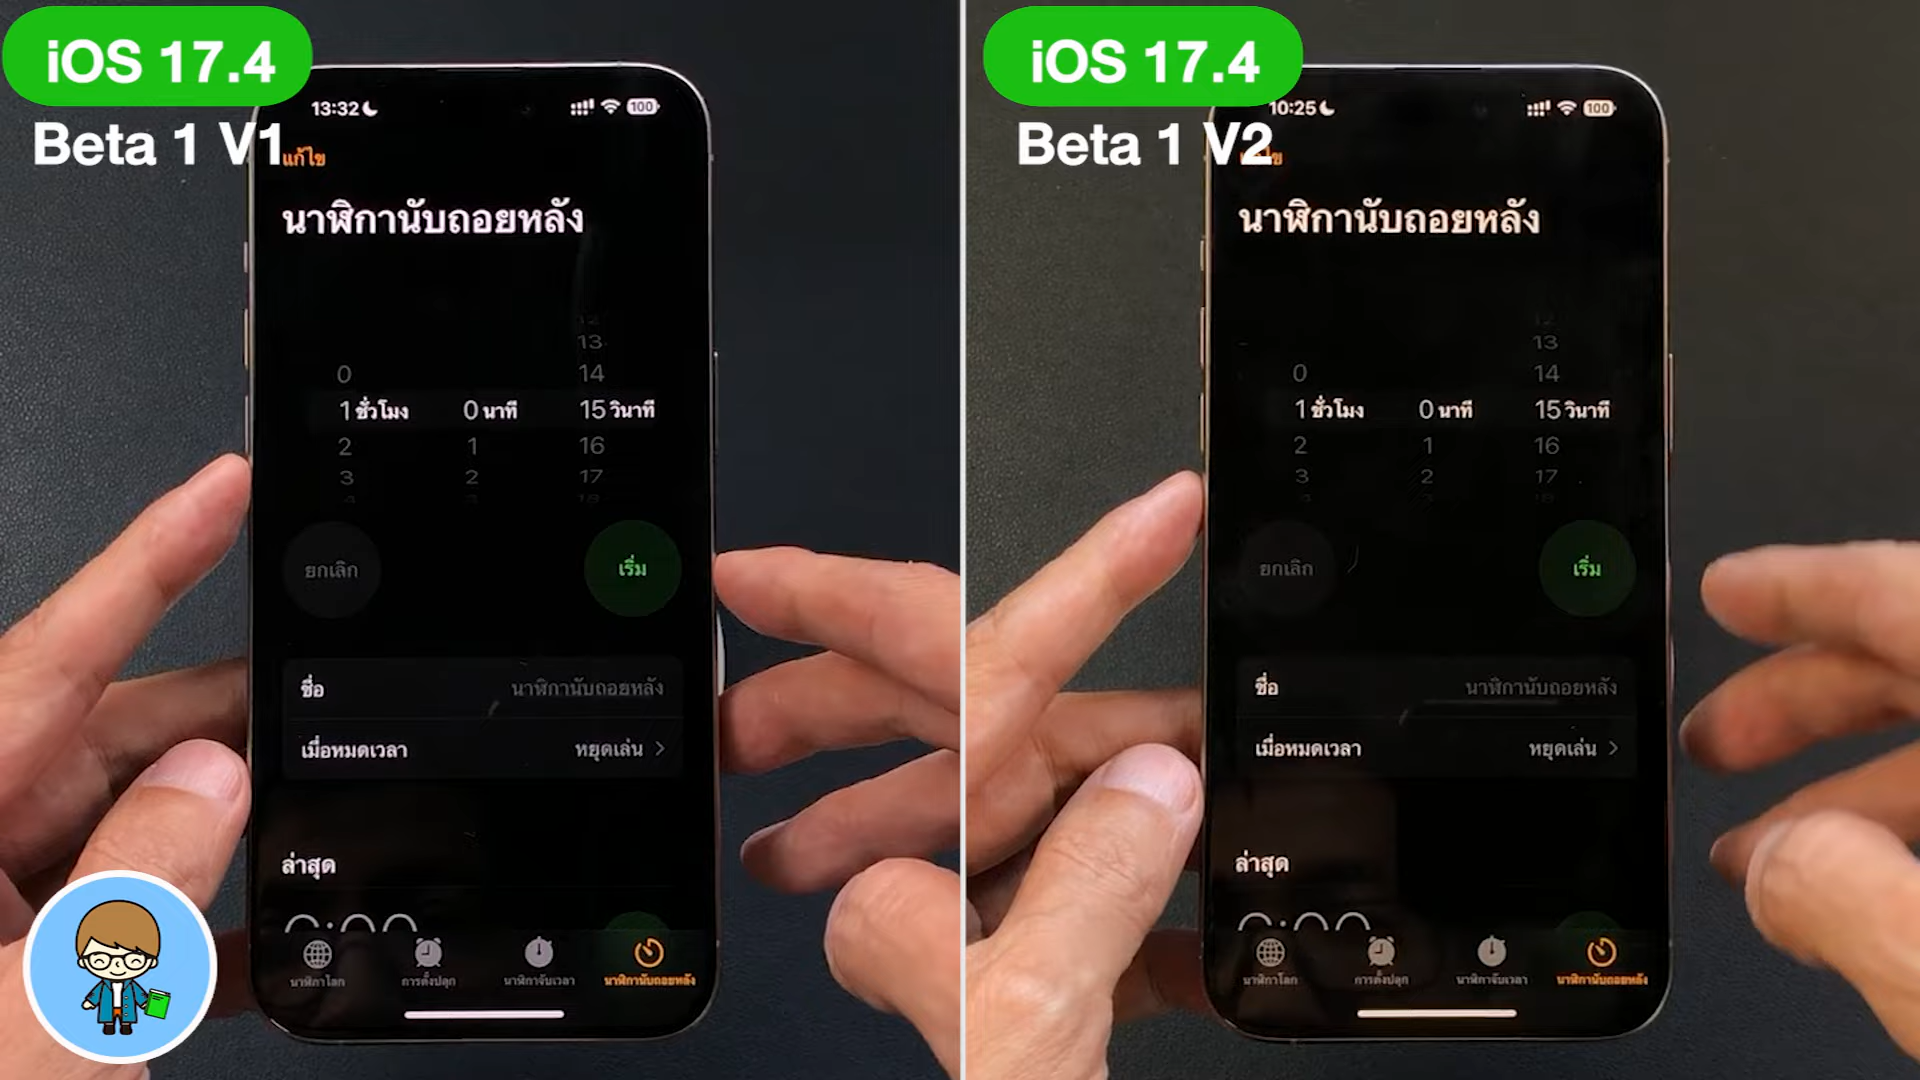 iOS 17.4
Beta 1 V1
13:32
100
แก้ไข
นาฬิกานับถอยหลัง
12
13
0 14
1 ชั่วโมง 0 นาที 15 วินาที
2 1 16
3 2 17
4 3 18
ยกเลิก เริ่ม
ชื่อ นาฬิกานับถอยหลัง
เมื่อหมดเวลา หยุดเล่น
ล่าสุด
นาฬิกาโลก การตั้งปลุก นาฬิกาจับเวลา นาฬิกานับถอยหลัง
iOS 17.4
Beta 1 V2
10:25
100
นาฬิกานับถอยหลัง
12
13
0 14
1 ชั่วโมง 0 นาที 15 วินาที
2 1 16
3 2 17
4 3 18
ยกเลิก เริ่ม
ชื่อ นาฬิกานับถอยหลัง
เมื่อหมดเวลา หยุดเล่น
ล่าสุด
นาฬิกาโลก การตั้งปลุก นาฬิกาจับเวลา นาฬิกานับถอยหลัง